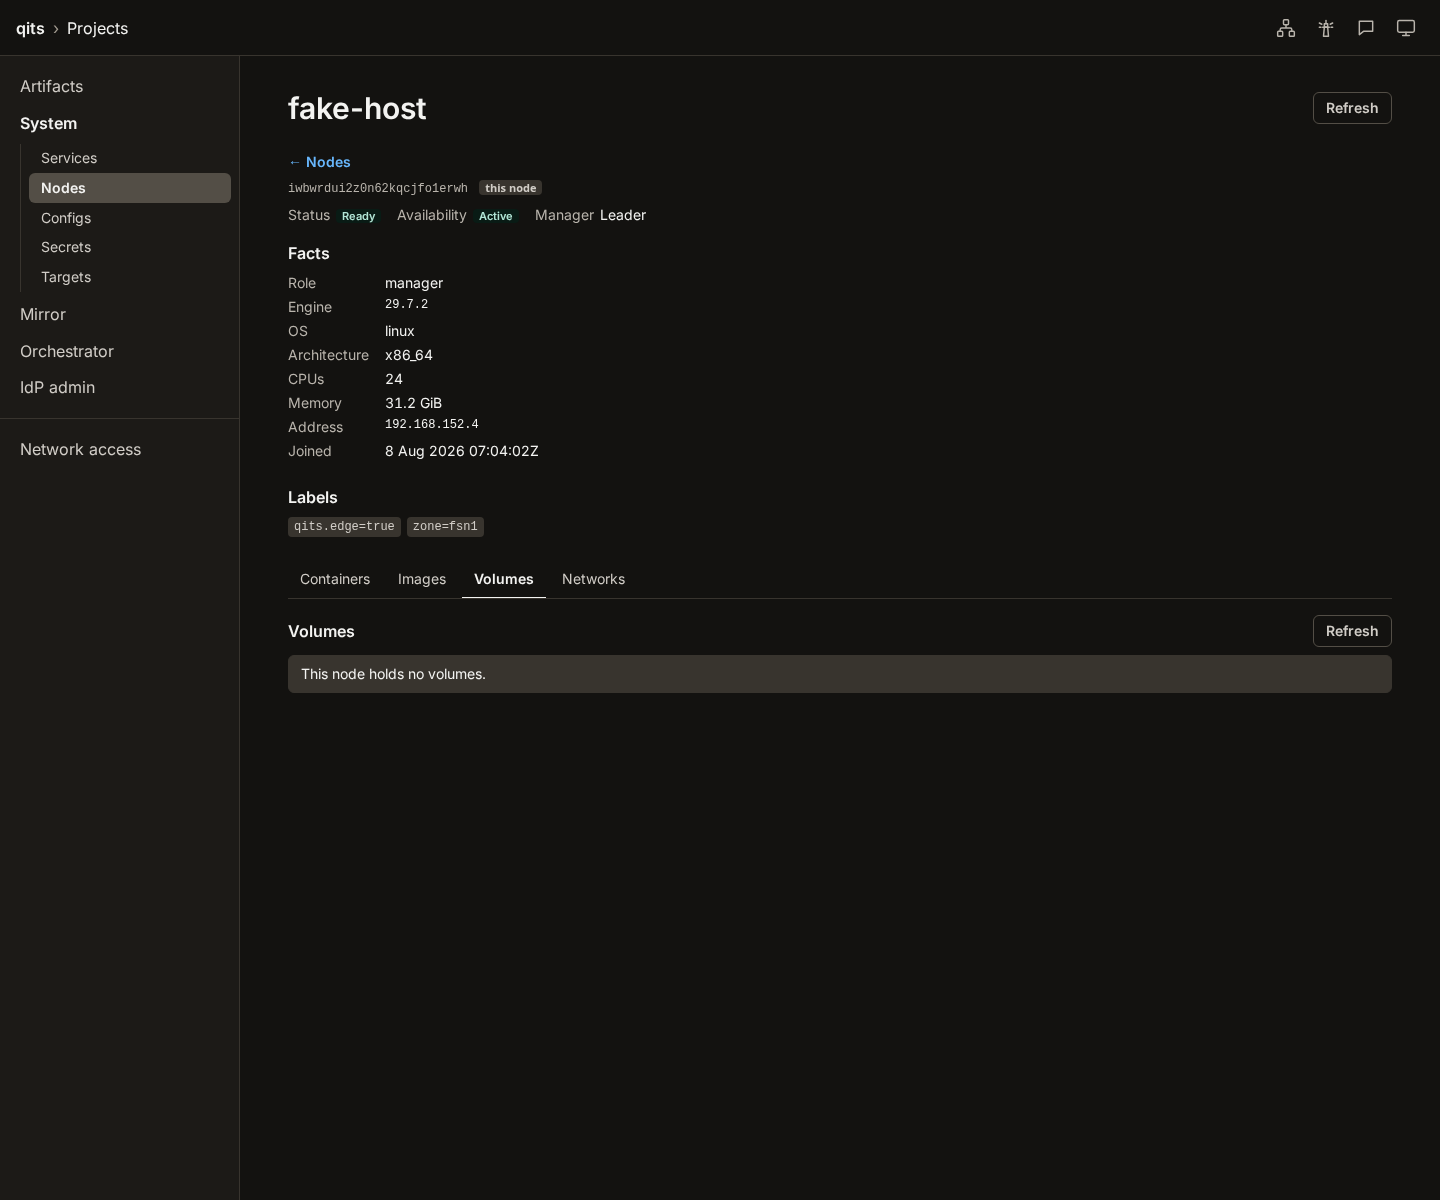 qits › Projects
Artifacts
System
Services
Nodes
Configs
Secrets
Targets
Mirror
Orchestrator
IdP admin
Network access
fake-host
Refresh
← Nodes
iwbwrdui2z0n62kqcjfo1erwh this node
Status Ready Availability Active Manager Leader
Facts
Role manager
Engine 29.7.2
OS linux
Architecture x86_64
CPUs 24
Memory 31.2 GiB
Address 192.168.152.4
Joined 8 Aug 2026 07:04:02Z
Labels
qits.edge=true zone=fsn1
Containers Images Volumes Networks
Volumes
Refresh
This node holds no volumes.